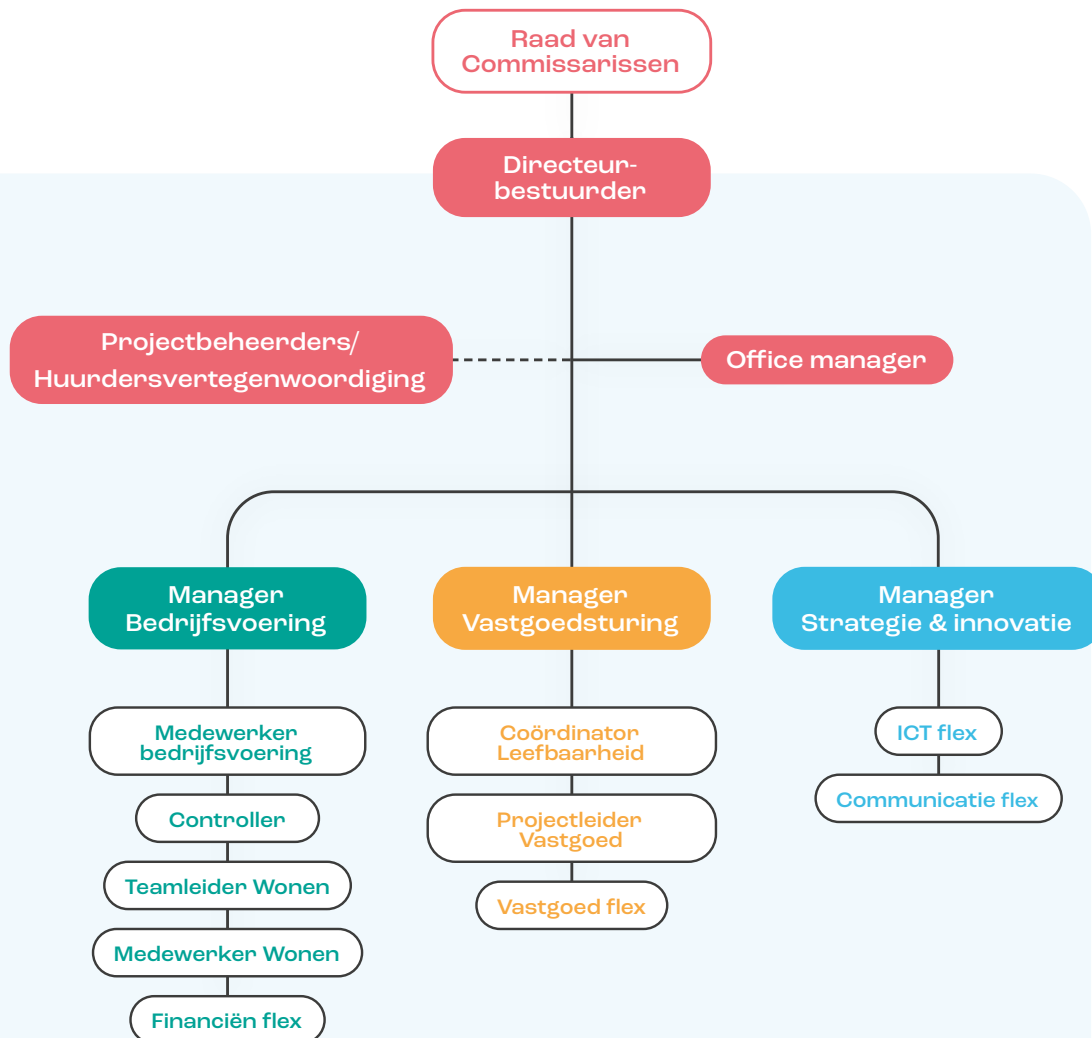 Raad van
Commissarissen
Directeur-
bestuurder
Projectbeheerders/
Huurdersvertegenwoordiging
Office manager
Manager
Bedrijfsvoering
Manager
Vastgoedsturing
Manager
Strategie & innovatie
Medewerker
bedrijfsvoering
Controller
Teamleider Wonen
Medewerker Wonen
Financiën flex
Coördinator
Leefbaarheid
Projectleider
Vastgoed
Vastgoed flex
ICT flex
Communicatie flex